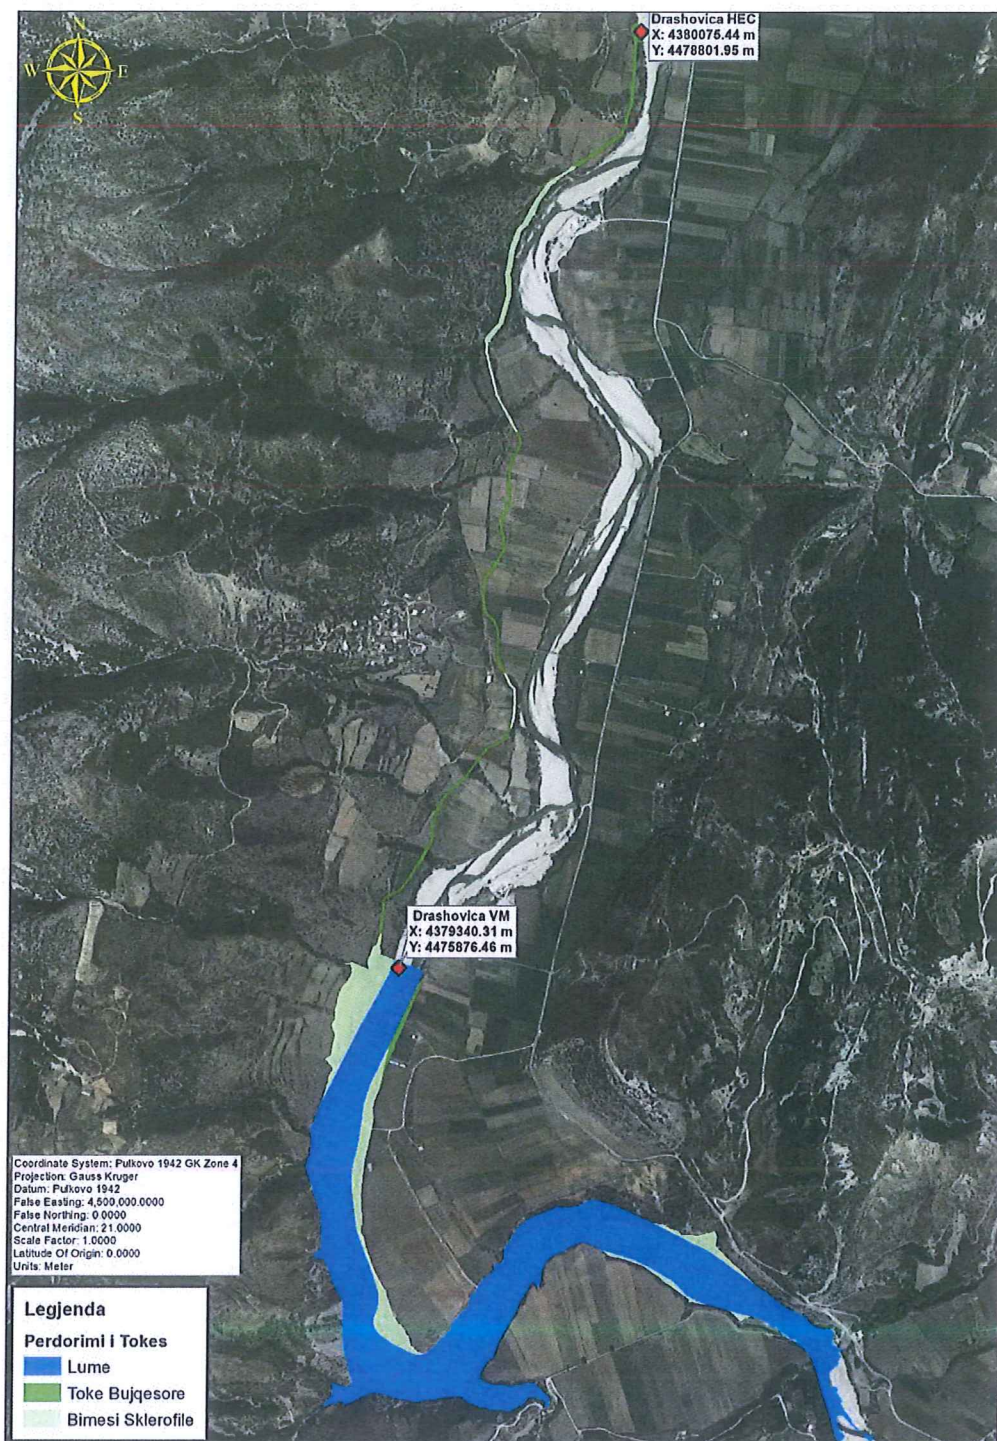 N
W
E
S
Drashovica HEC
X: 4380075.44 m
Y: 4478801.95 m
Drashovica VM
X: 4379340.31 m
Y: 4475876.46 m
Coordinate System: Pulkovo 1942 GK Zone 4
Projection: Gauss Kruger
Datum: Pulkovo 1942
False Easting: 4,500,000.0000
False Northing: 0.0000
Central Meridian: 21.0000
Scale Factor: 1.0000
Latitude Of Origin: 0.0000
Units: Meter
Legjenda
Perdorimi i Tokes
Lume
Toke Bujqesore
Bimesi Sklerofile